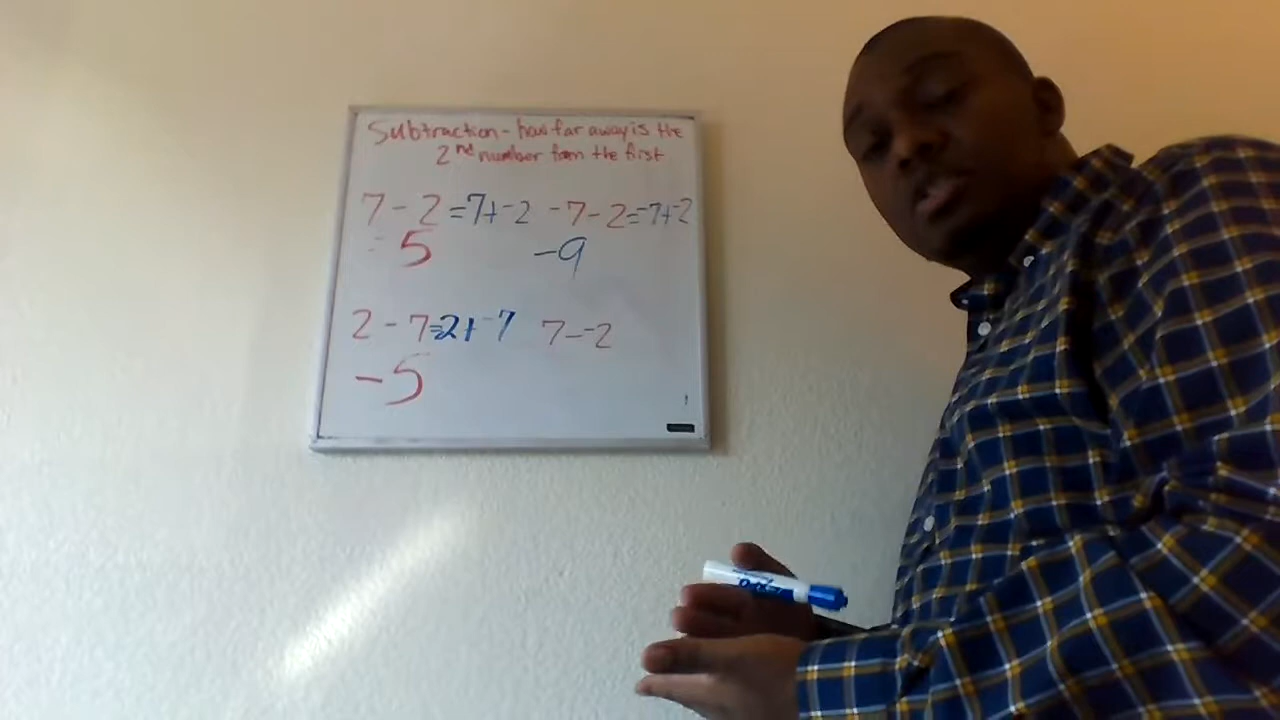 Subtraction - how far away is the
2nd number from the first
7 - 2 = 7 + -2   -7 - 2 = -7 + -2
= 5   -9
2 - 7 = 2 + -7   7 - -2
-5
EXPO